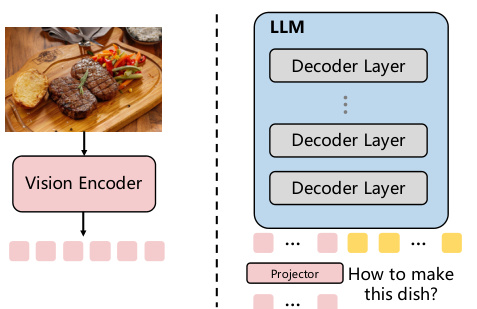 LLM
Decoder Layer
Decoder Layer
Decoder Layer
Vision Encoder
...
...
Projector
How to make
this dish?
...